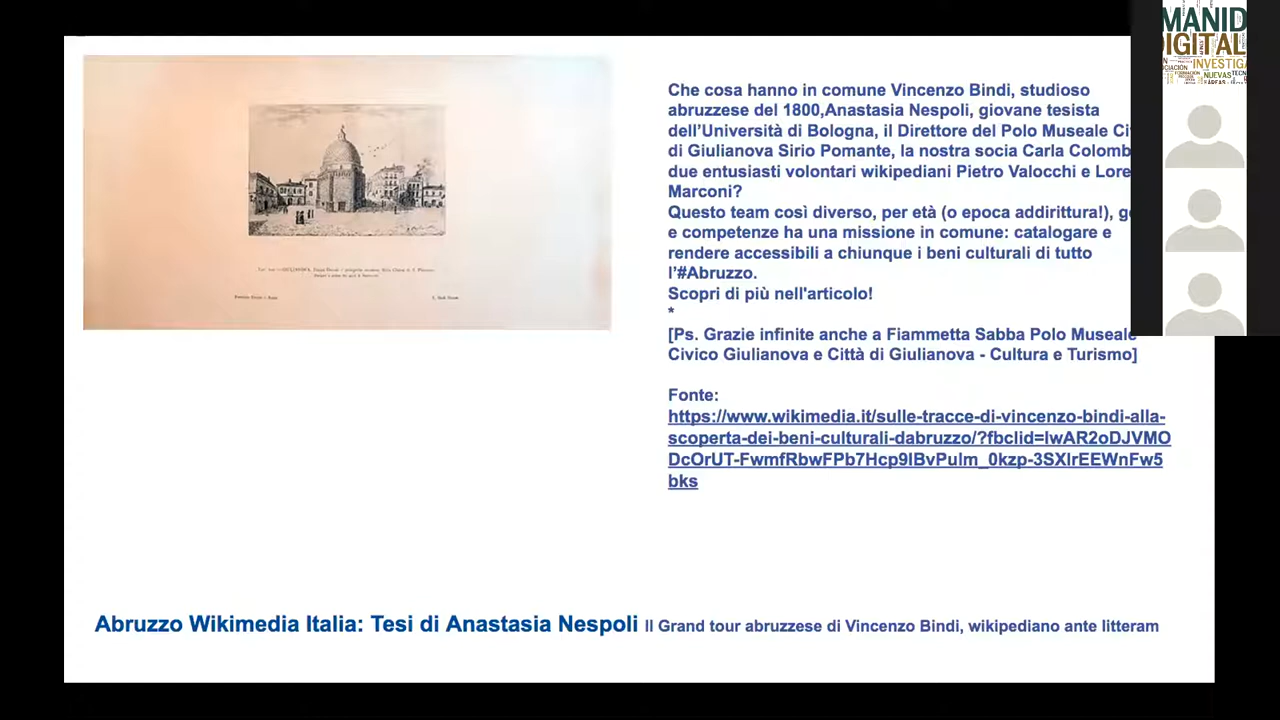 Che cosa hanno in comune Vincenzo Bindi, studioso
abruzzese del 1800,Anastasia Nespoli, giovane tesista
dell'Università di Bologna, il Direttore del Polo Museale
di Giulianova Sirio Pomante, la nostra socia Carla
due entusiasti volontari wikipediani Pietro Valocchi e
Marconi?
Questo team così diverso, per età (o epoca addirittura!),
e competenze ha una missione in comune: catalogare e
rendere accessibili a chiunque i beni culturali di tutto
l'#Abruzzo.
Scopri di più nell'articolo!
*
[Ps. Grazie infinite anche a Fiammetta Sabba Polo Museale
Civico Giulianova e Città di Giulianova - Cultura e Turismo]
Fonte:
https://www.wikimedia.it/sulle-tracce-di-vincenzo-bindi-alla-
scoperta-dei-beni-culturali-dabruzzo/?fbclid=IwAR2oDJVMO
DcOrUT-FwmfRbwFPb7Hcp9IBvPulm_0kzp-3SXlrEEWnFw5
bks
Abruzzo Wikimedia Italia: Tesi di Anastasia Nespoli Il Grand tour abruzzese di Vincenzo Bindi, wikipediano ante litteram
MANID
DIGITAL
INVESTIGA
NUEVAS